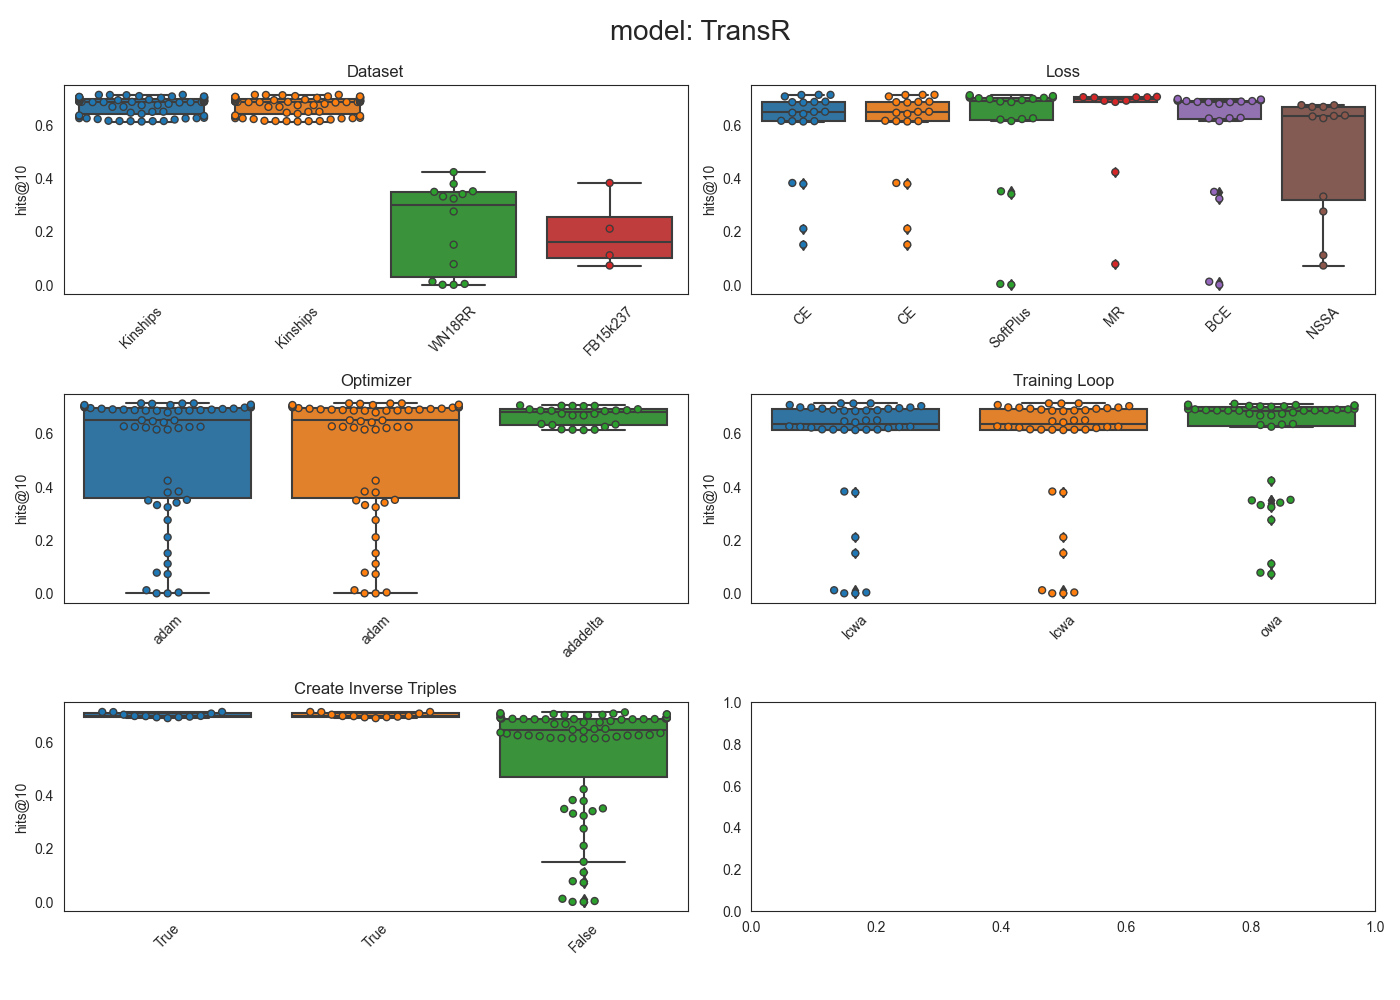 model: TransR
Dataset
hits@10
0.6
0.4
0.2
0.0
Kinships
Kinships
WN18RR
FB15k237
Loss
hits@10
0.6
0.4
0.2
0.0
CE
CE
SoftPlus
MR
BCE
NSSA
Optimizer
hits@10
0.6
0.4
0.2
0.0
adam
adam
adadelta
Training Loop
hits@10
0.6
0.4
0.2
0.0
lcwa
lcwa
owa
Create Inverse Triples
hits@10
0.6
0.4
0.2
0.0
True
True
False
1.0
0.8
0.6
0.4
0.2
0.0
0.0 0.2 0.4 0.6 0.8 1.0